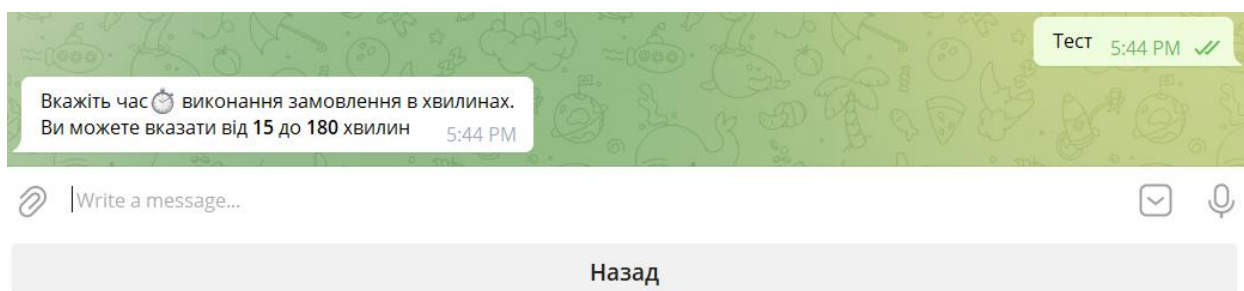 Тест 5:44 PM
Вкажіть час⏱ виконання замовлення в хвилинах.
Ви можете вказати від 15 до 180 хвилин 5:44 PM
Write a message...
Назад